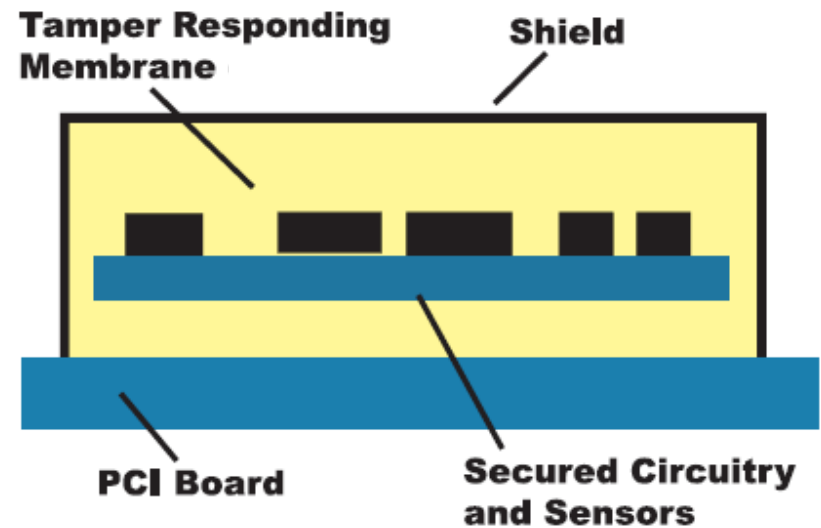 Tamper Responding
Membrane
Shield
PCI Board
Secured Circuitry
and Sensors